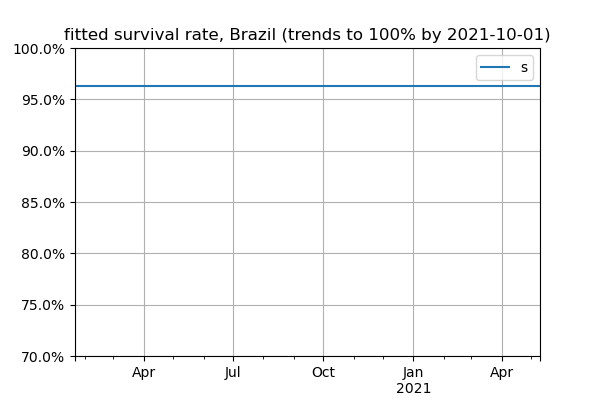 fitted survival rate, Brazil (trends to 100% by 2021-10-01)
100.0%
s
95.0%
90.0%
85.0%
80.0%
75.0%
70.0%
Apr Jul Oct Jan Apr
2021